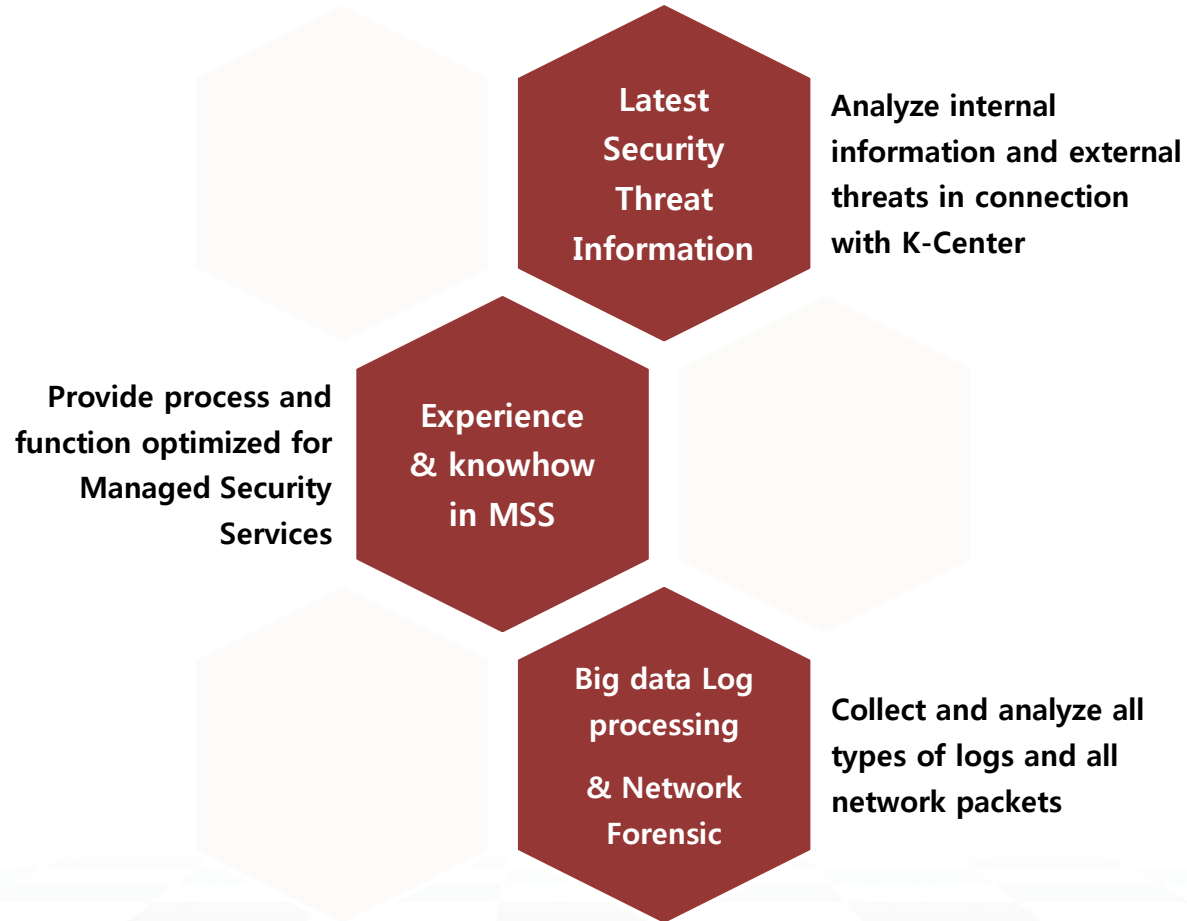 Latest
Security
Threat
Information
Analyze internal
information and external
threats in connection
with K-Center
Provide process and
function optimized for
Managed Security
Services
Experience
& knowhow
in MSS
Big data Log
processing
& Network
Forensic
Collect and analyze all
types of logs and all
network packets